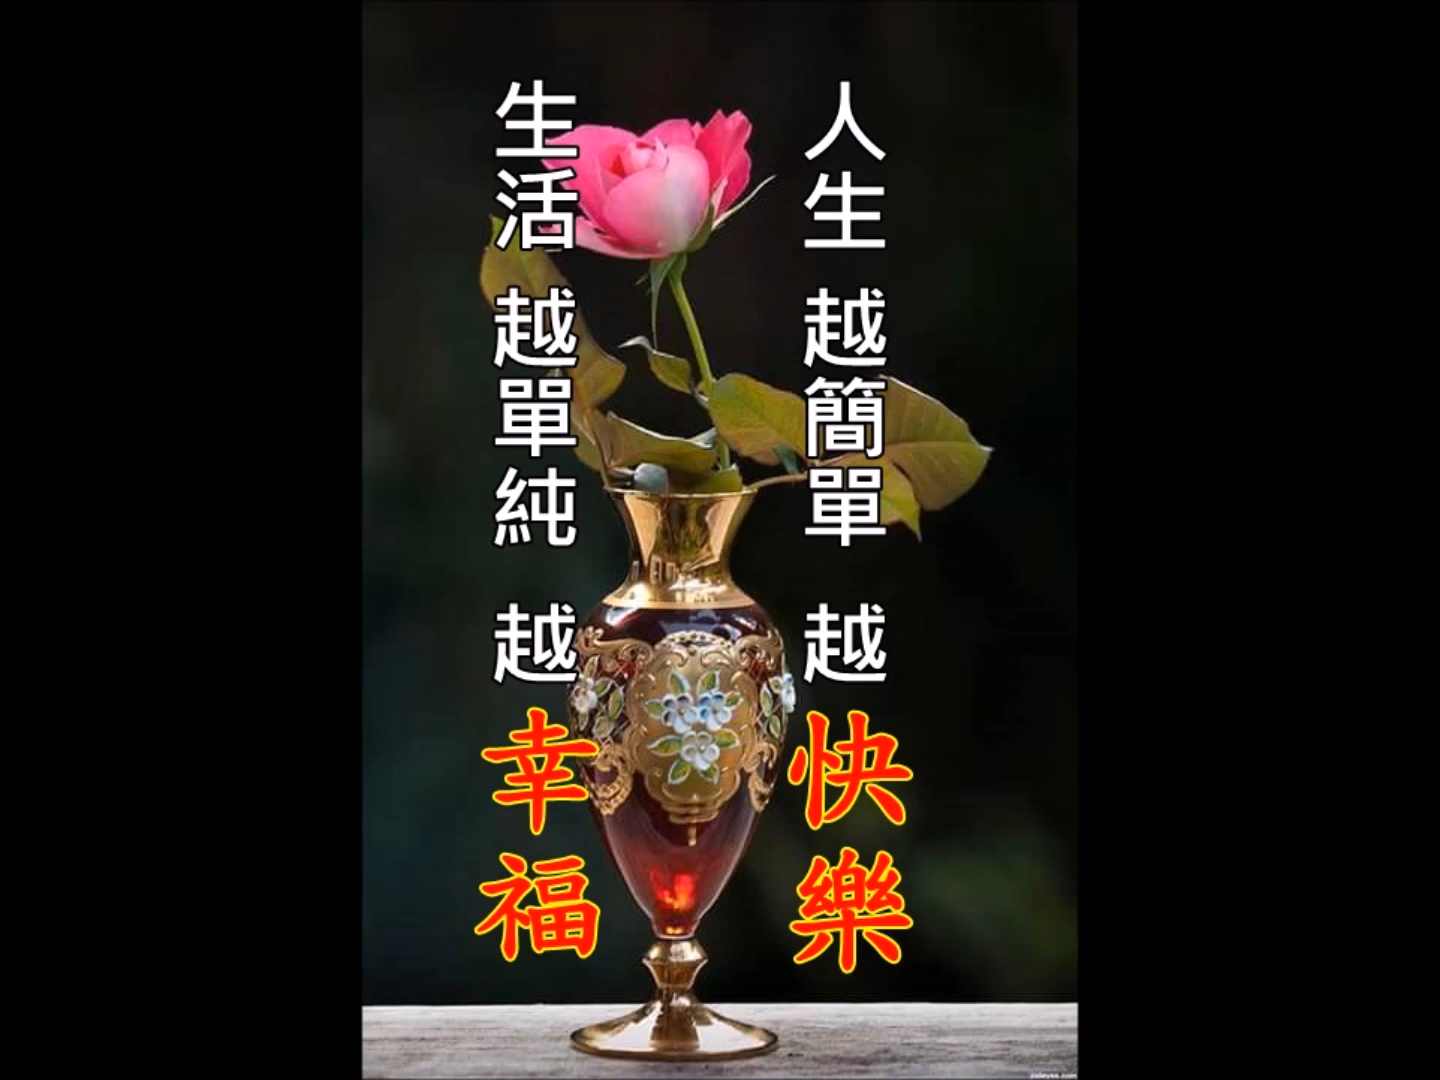 人生 越簡單 越快樂
生活 越單純 越幸福